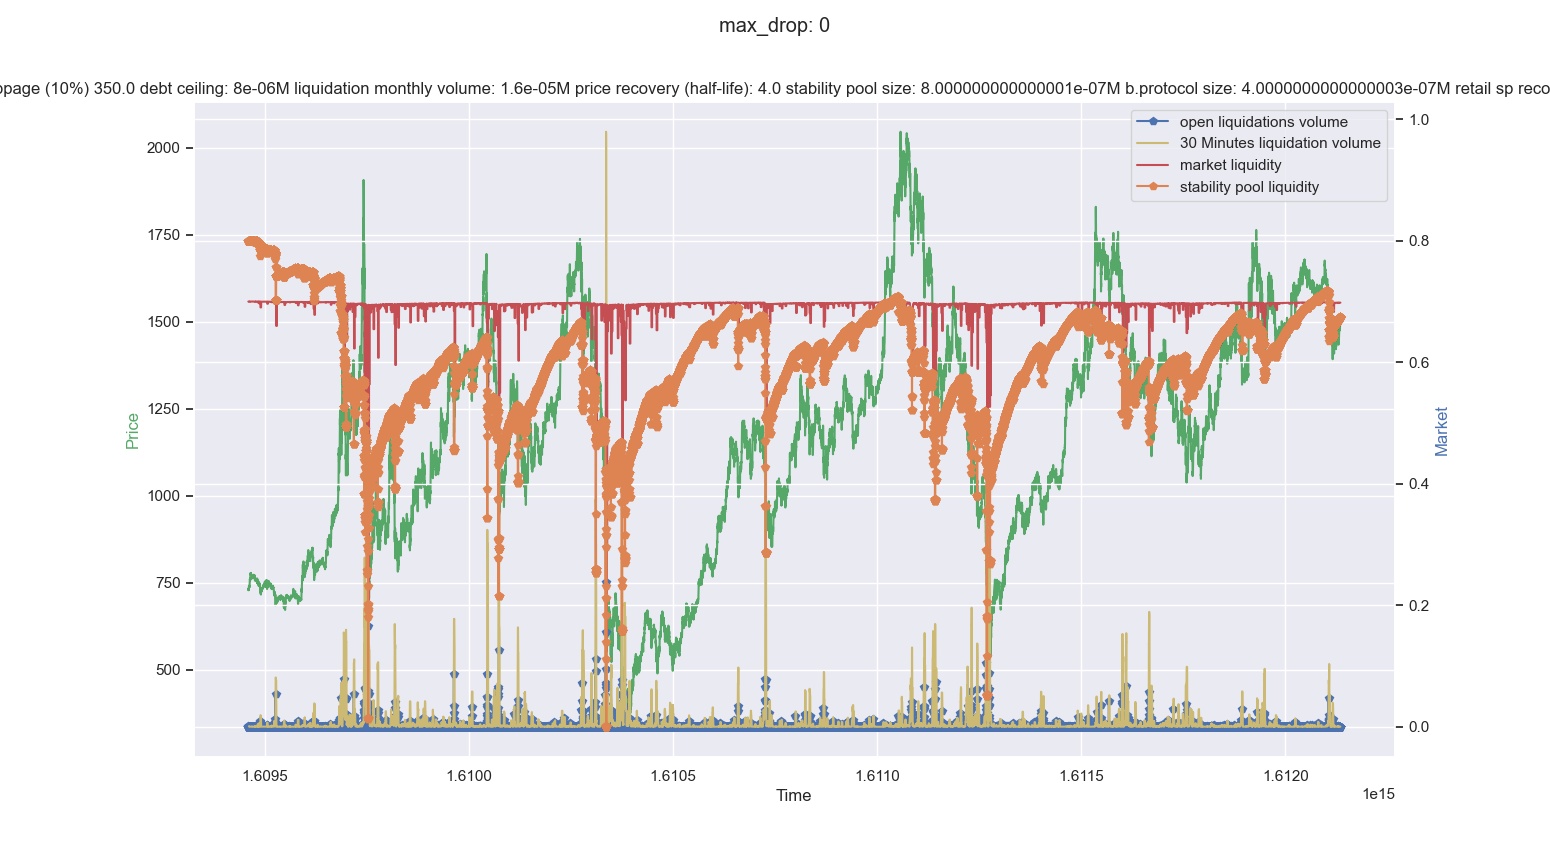 max_drop: 0
page (10%) 350.0 debt ceiling: 8e-06M liquidation monthly volume: 1.6e-05M price recovery (half-life): 4.0 stability pool size: 8.000000000000001e-07M b.protocol size: 4.0000000000000003e-07M retail sp reco
open liquidations volume
30 Minutes liquidation volume
market liquidity
stability pool liquidity
2000
1750
1500
1250
1000
750
500
Price
1.0
0.8
0.6
0.4
0.2
0.0
Market
1.6095 1.6100 1.6105 1.6110 1.6115 1.6120
1e15
Time